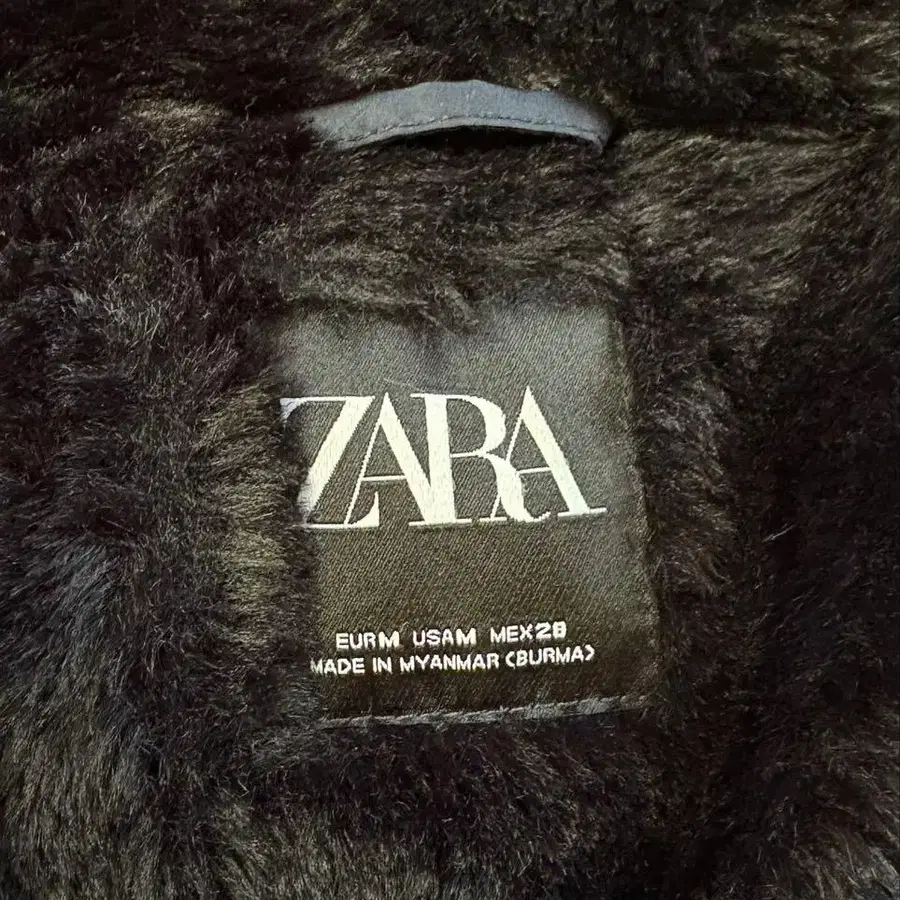 ZARA
EUR M USA M MEX 28
MADE IN MYANMAR (BURMA)